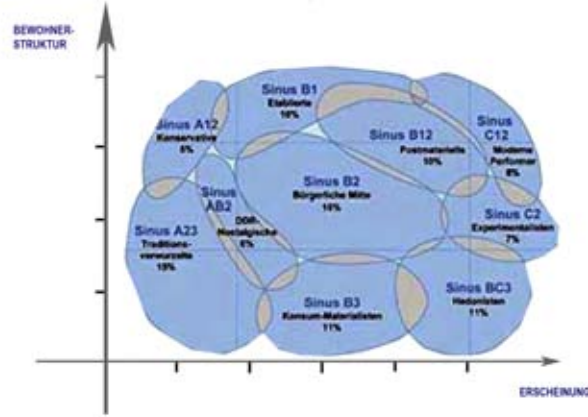 BEWOHNER-
STRUKTUR
Sinus B1
Etablierte
10%
Sinus A12
Konservative
5%
Sinus B12
Postmaterielle
10%
Sinus
C12
Moderne
Performer
8%
Sinus
AB2
DDR-
Nostalgische
6%
Sinus B2
Bürgerliche Mitte
16%
Sinus A23
Traditions-
verwurzelte
15%
Sinus C2
Experimentalisten
7%
Sinus B3
Konsum-Materialisten
11%
Sinus BC3
Hedonisten
11%
ERSCHEINUNG